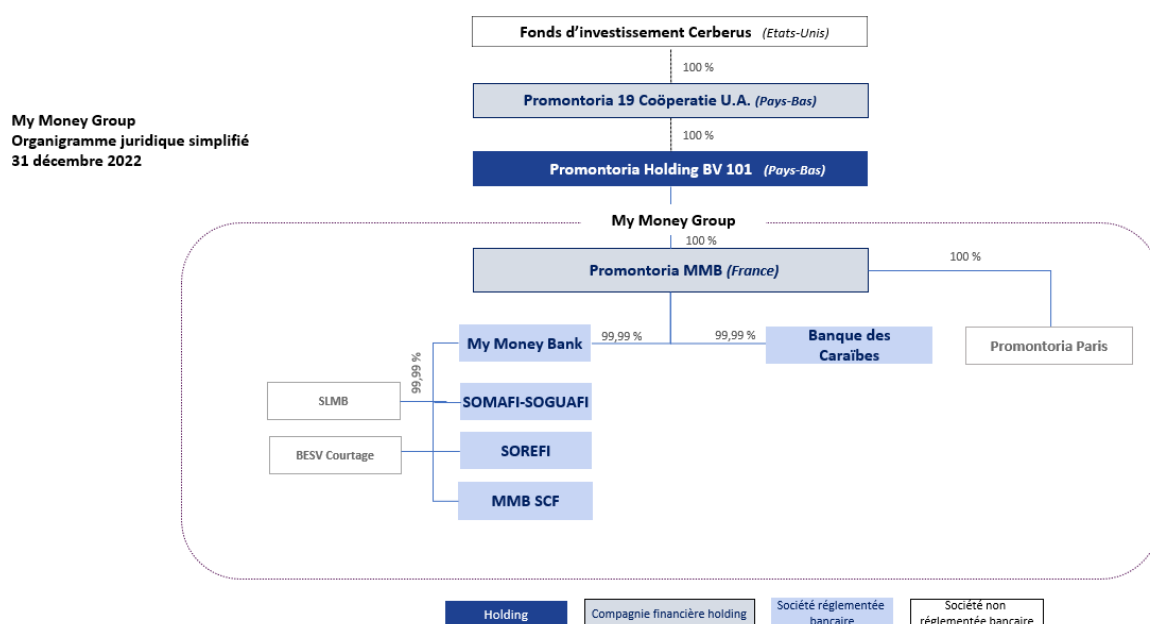 Fonds d'investissement Cerberus (Etats-Unis)
100 %
Promontoria 19 Coöperatie U.A. (Pays-Bas)
My Money Group
Organigramme juridique simplifié
31 décembre 2022
100 %
Promontoria Holding BV 101 (Pays-Bas)
My Money Group
100 %
Promontoria MMB (France)
100 %
My Money Bank
99,99 %
99,99 %
Banque des
Caraïbes
Promontoria Paris
99,99 %
SLMB
SOMAFI-SOGUAFI
BESV Courtage
SOREFI
MMB SCF
Holding
Compagnie financière holding
Société réglementée
bancaire
Société non
réglementée bancaire